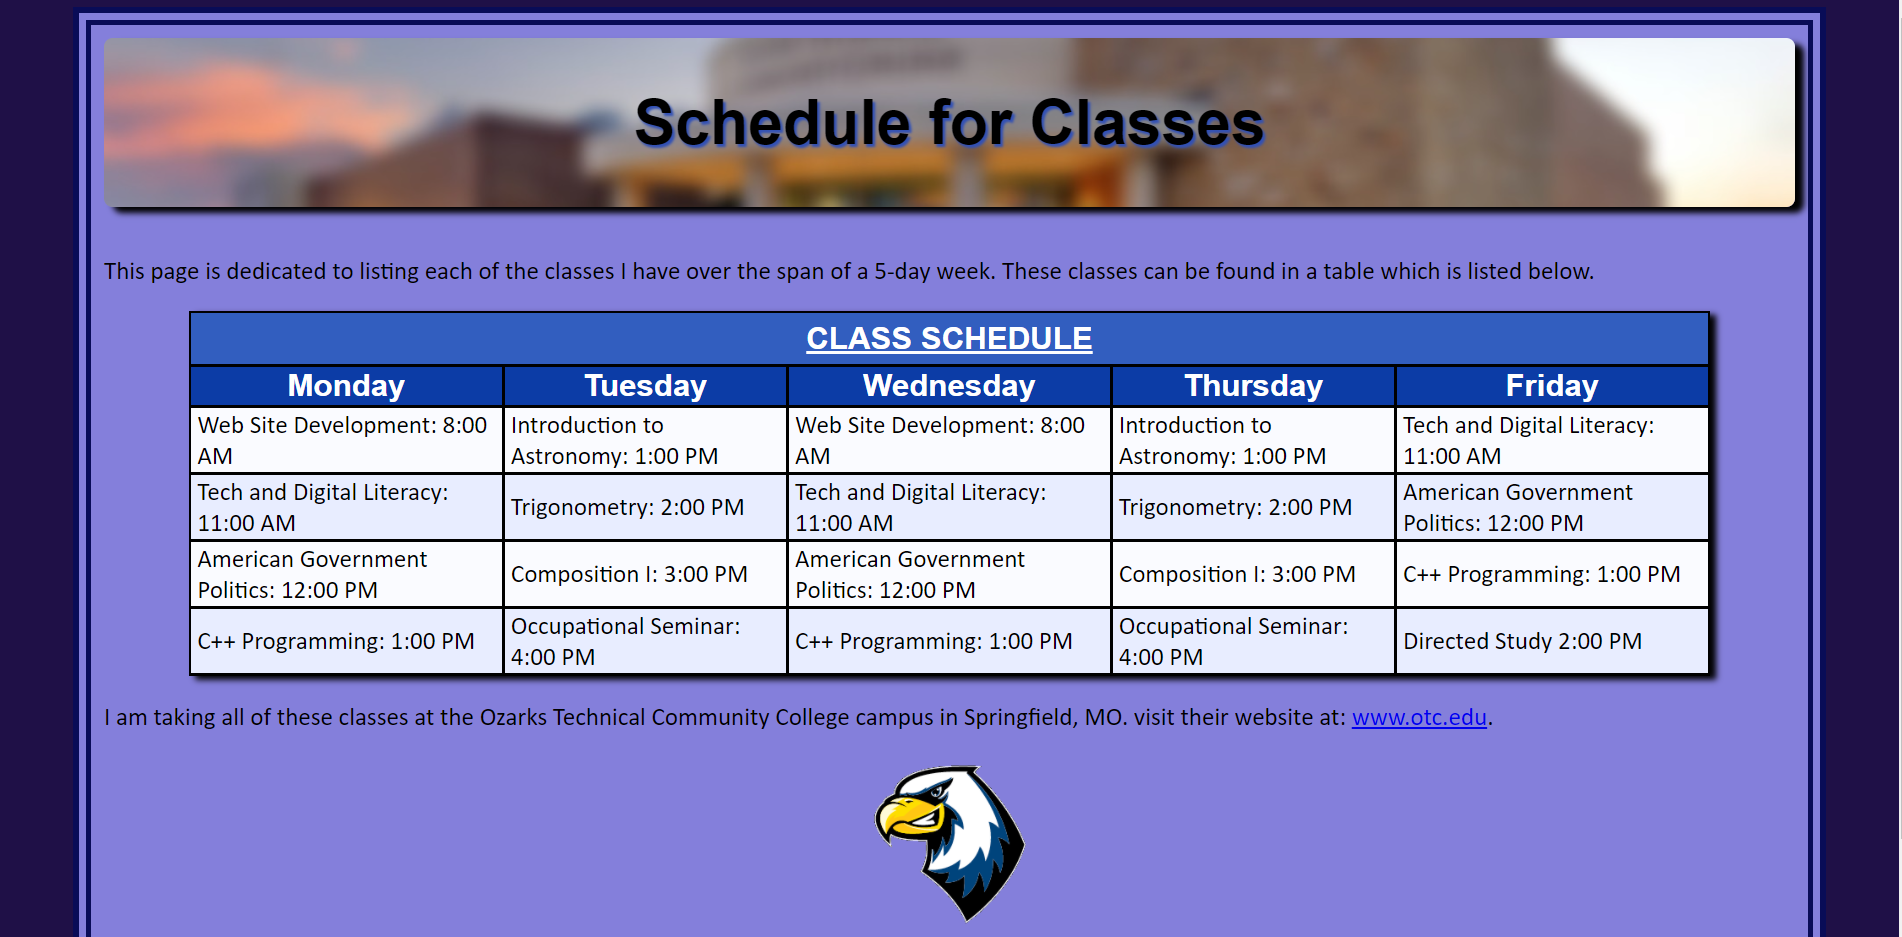 Schedule for Classes
This page is dedicated to listing each of the classes I have over the span of a 5-day week. These classes can be found in a table which is listed below.
CLASS SCHEDULE
Monday Tuesday Wednesday Thursday Friday
Web Site Development: 8:00
AM
Introduction to
Astronomy: 1:00 PM
Web Site Development: 8:00
AM
Introduction to
Astronomy: 1:00 PM
Tech and Digital Literacy:
11:00 AM
Tech and Digital Literacy:
11:00 AM
Trigonometry: 2:00 PM
Tech and Digital Literacy:
11:00 AM
Trigonometry: 2:00 PM
American Government
Politics: 12:00 PM
American Government
Politics: 12:00 PM
Composition I: 3:00 PM
American Government
Politics: 12:00 PM
Composition I: 3:00 PM
C++ Programming: 1:00 PM
C++ Programming: 1:00 PM
Occupational Seminar:
4:00 PM
C++ Programming: 1:00 PM
Occupational Seminar:
4:00 PM
Directed Study 2:00 PM
I am taking all of these classes at the Ozarks Technical Community College campus in Springfield, MO. visit their website at: www.otc.edu.